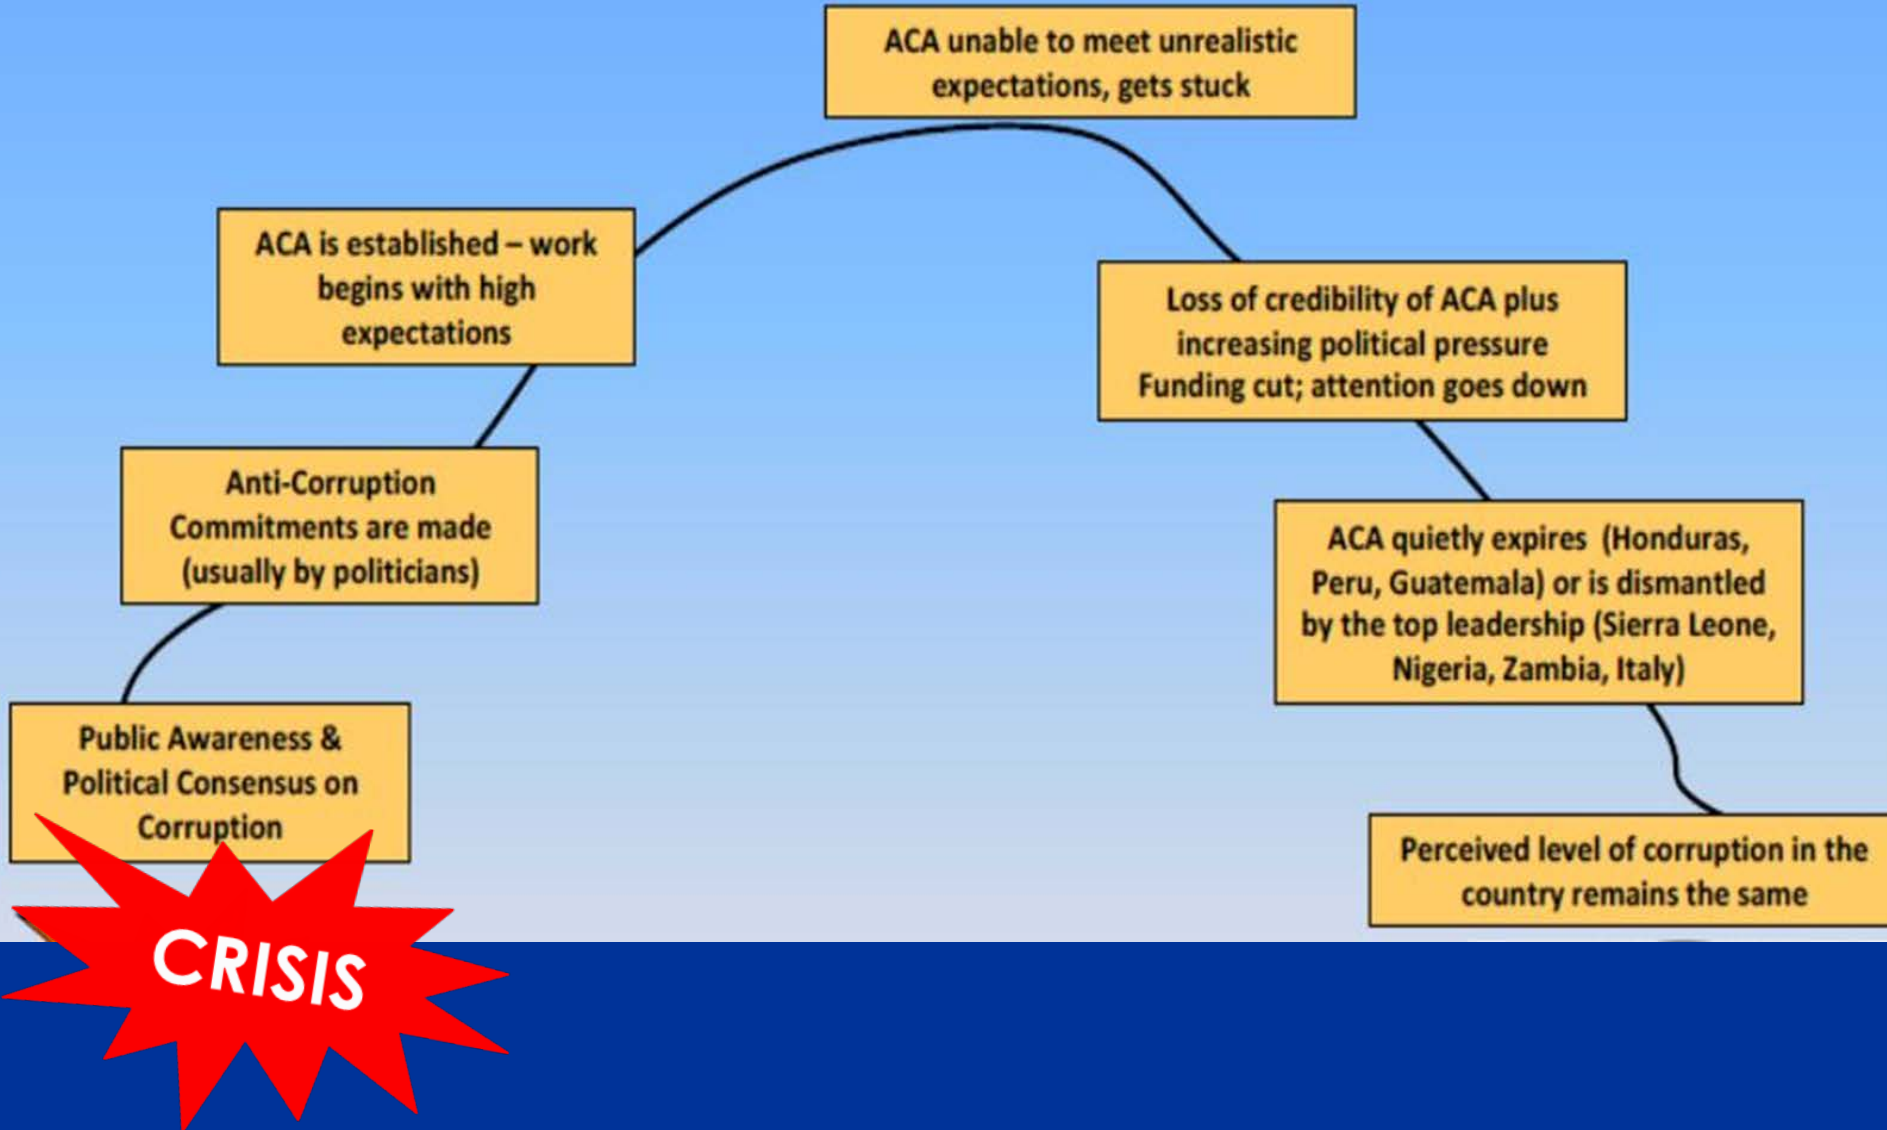 ACA unable to meet unrealistic
expectations, gets stuck
ACA is established – work
begins with high
expectations
Loss of credibility of ACA plus
increasing political pressure
Funding cut; attention goes down
Anti-Corruption
Commitments are made
(usually by politicians)
ACA quietly expires (Honduras,
Peru, Guatemala) or is dismantled
by the top leadership (Sierra Leone,
Nigeria, Zambia, Italy)
Public Awareness &
Political Consensus on
Corruption
Perceived level of corruption in the
country remains the same
CRISIS